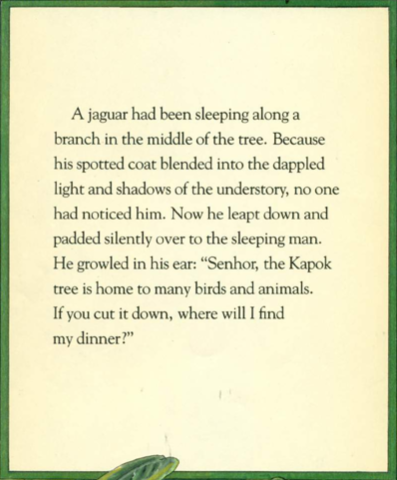 A jaguar had been sleeping along a
branch in the middle of the tree. Because
his spotted coat blended into the dappled
light and shadows of the understory, no one
had noticed him. Now he leapt down and
padded silently over to the sleeping man.
He growled in his ear: “Senhor, the Kapok
tree is home to many birds and animals.
If you cut it down, where will I find
my dinner?”